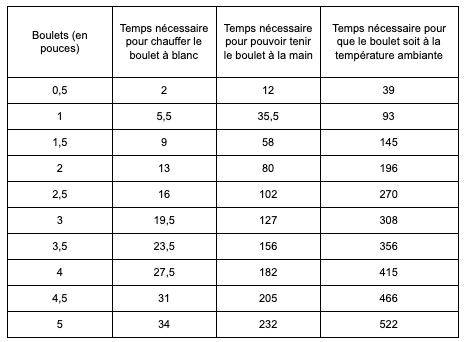 Boulets (en pouces) Temps nécessaire pour chauffer le boulet à blanc Temps nécessaire pour pouvoir tenir le boulet à la main Temps nécessaire pour que le boulet soit à la température ambiante
0,5 2 12 39
1 5,5 35,5 93
1,5 9 58 145
2 13 80 196
2,5 16 102 270
3 19,5 127 308
3,5 23,5 156 356
4 27,5 182 415
4,5 31 205 466
5 34 232 522